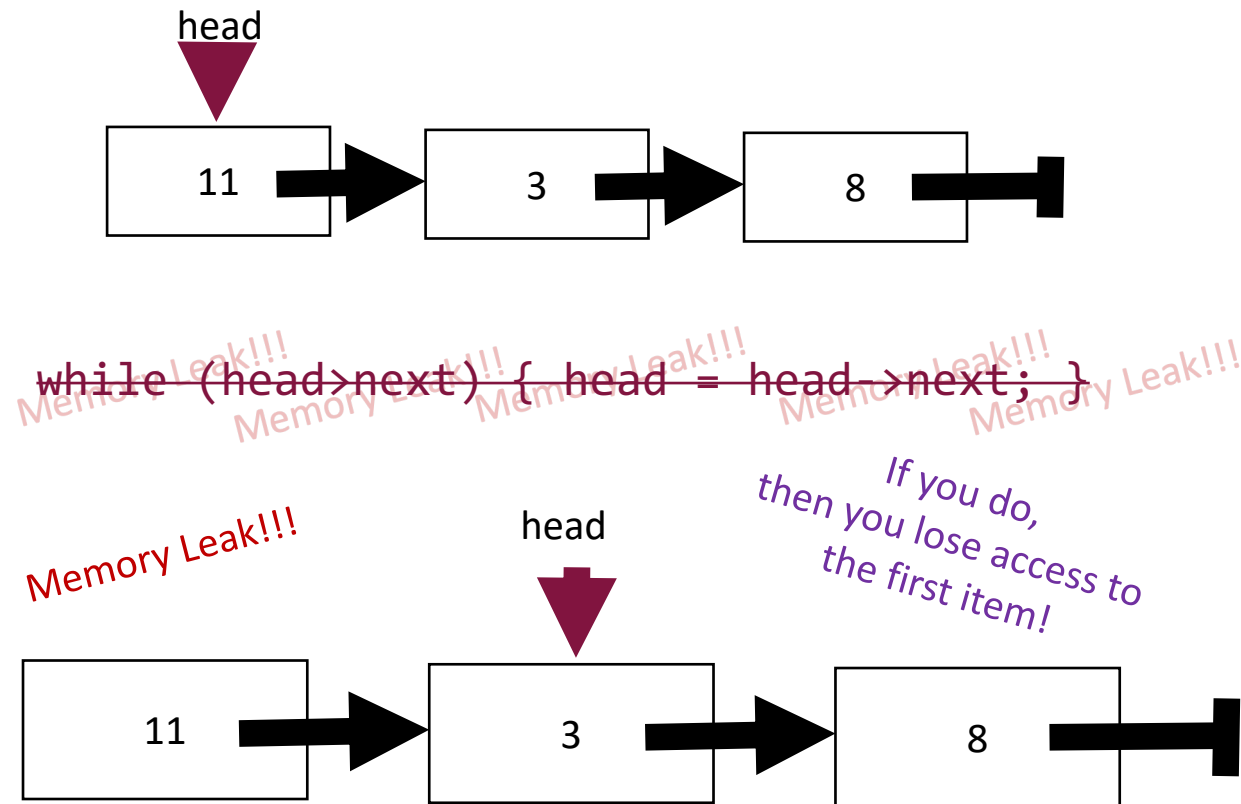 head
11
3
8
while (head>next) { head = head->next; }
Memory Leak!!!
Memory Leak!!!
Memory Leak!!!
Memory Leak!!!
Memory Leak!!!
Memory Leak!!!
head
If you do,
then you lose access to
the first item!
11
3
8